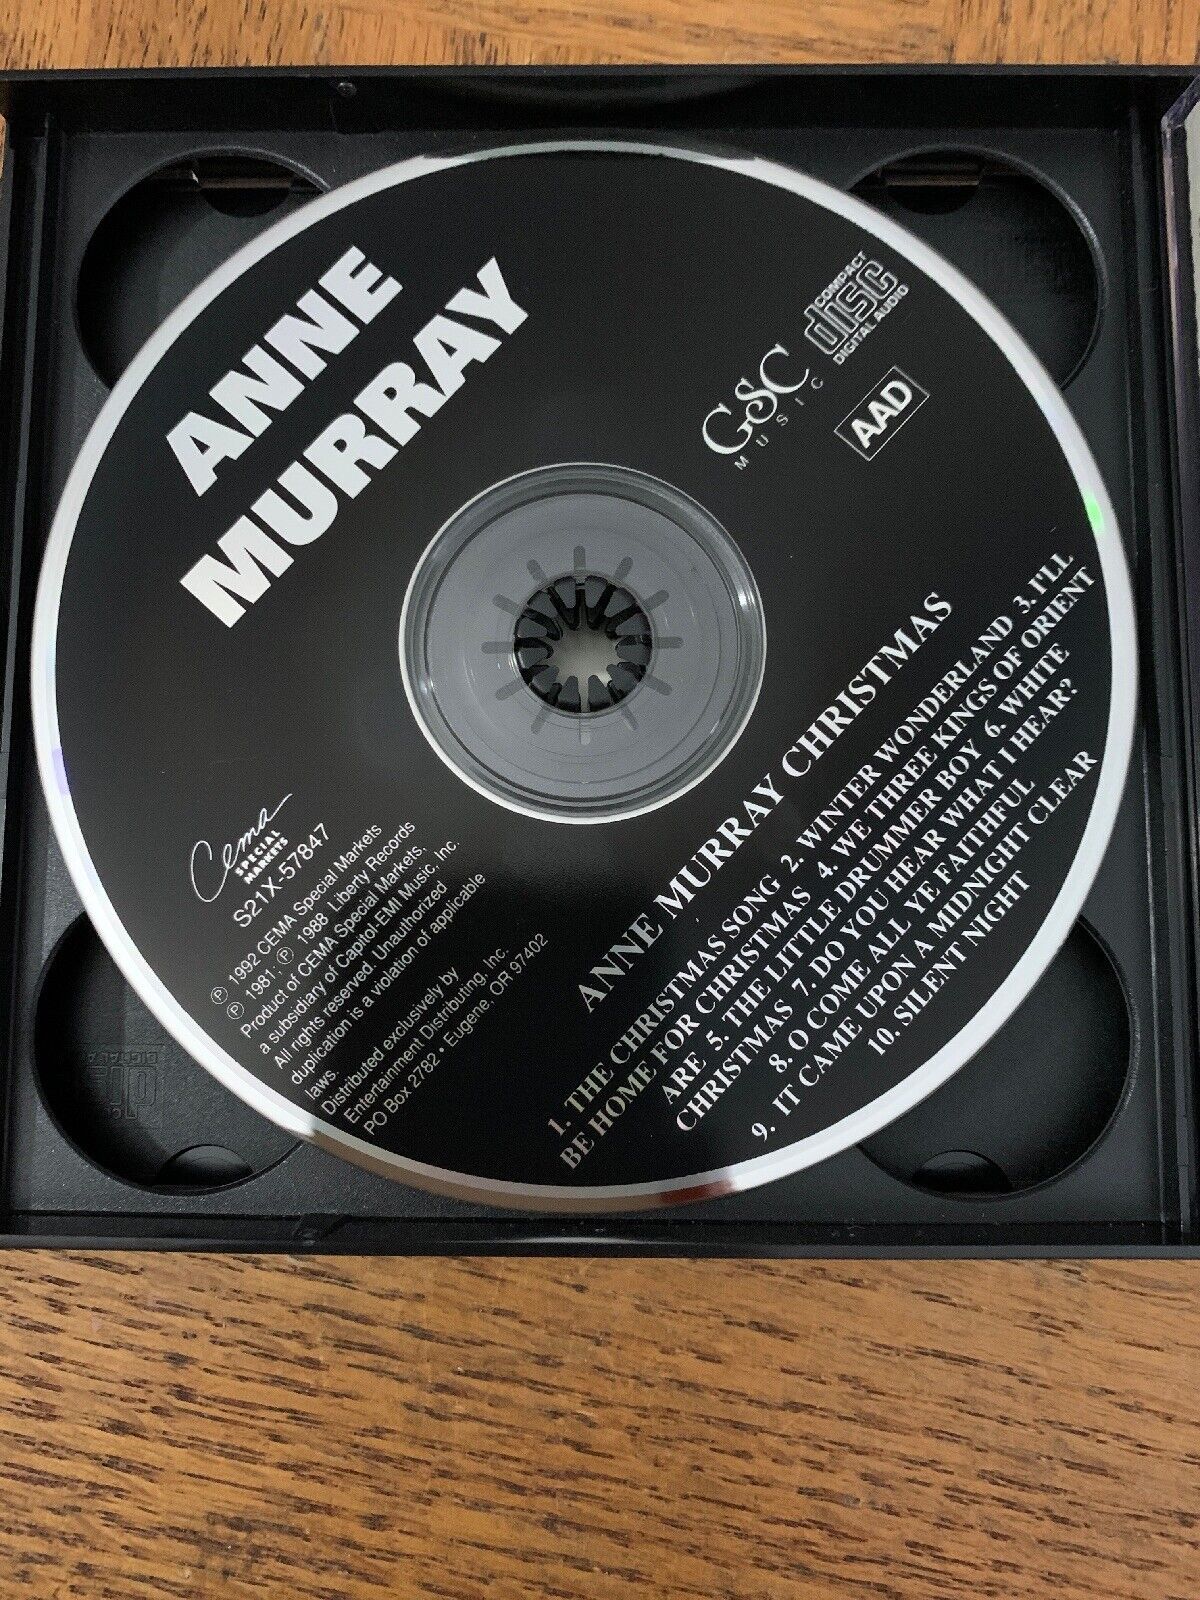 ANNE
MURRAY
COMPACT
disc
DIGITAL AUDIO
GSC
MUSIC
AAD
Cema
SPECIAL
MARKETS
S21X-57847
℗ 1992 CEMA Special Markets
℗ 1981; ℗ 1988 Liberty Records
Product of CEMA Special Markets,
a subsidiary of Capitol-EMI Music, Inc.
All rights reserved. Unauthorized
duplication is a violation of applicable
laws.
Distributed exclusively by
Entertainment Distributing, Inc.
PO Box 2782 • Eugene, OR 97402
ANNE MURRAY CHRISTMAS
1. THE CHRISTMAS SONG 2. WINTER WONDERLAND 3. I'LL
BE HOME FOR CHRISTMAS 4. WE THREE KINGS OF ORIENT
ARE 5. THE LITTLE DRUMMER BOY 6. WHITE
CHRISTMAS 7. DO YOU HEAR WHAT I HEAR?
8. O COME ALL YE FAITHFUL
9. IT CAME UPON A MIDNIGHT CLEAR
10. SILENT NIGHT